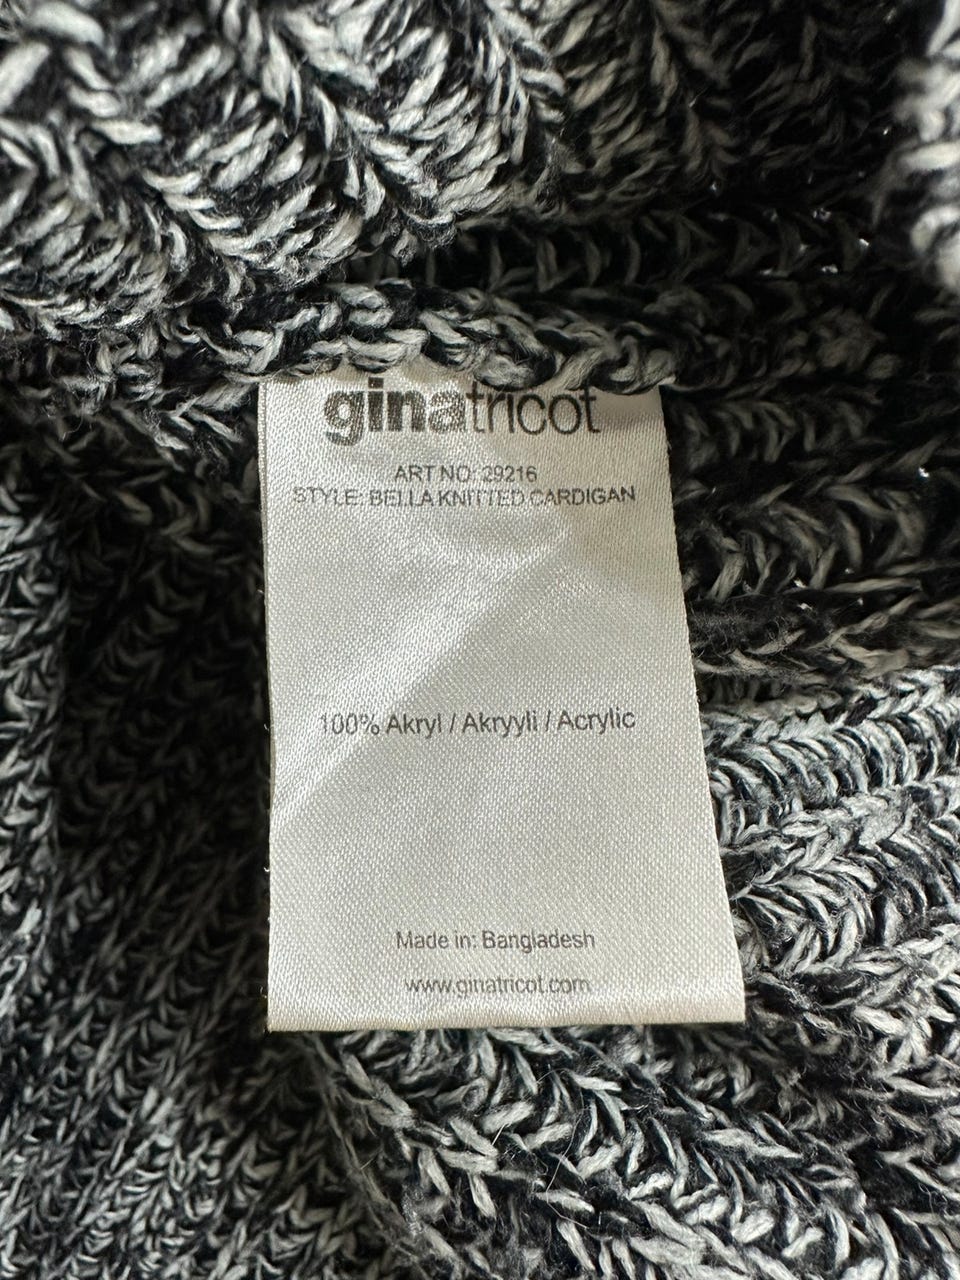 ginatricot
ART NO: 29216
STYLE: BELLA KNITTED CARDIGAN
100% Akryl / Akryyli / Acrylic
Made in: Bangladesh
www.ginatricot.com